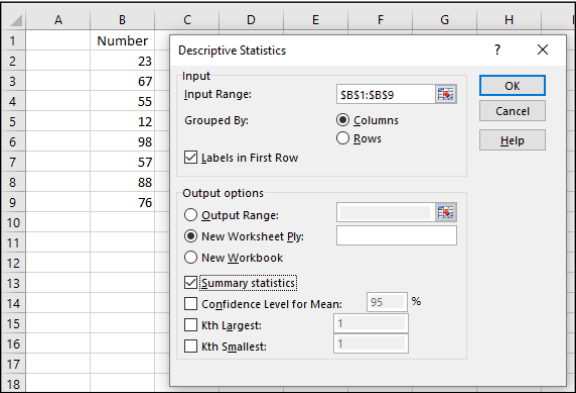 A B C D E F G H
1 Number
2 23
3 67
4 55
5 12
6 98
7 57
8 88
9 76
10
11
12
13
14
15
16
17
18
Descriptive Statistics ? ×
Input
Input Range: $B$1:$B$9
Grouped By: Columns
Rows
Labels in First Row
OK
Cancel
Help
Output options
Output Range:
New Worksheet Ply:
New Workbook
Summary statistics
Confidence Level for Mean: 95 %
Kth Largest: 1
Kth Smallest: 1